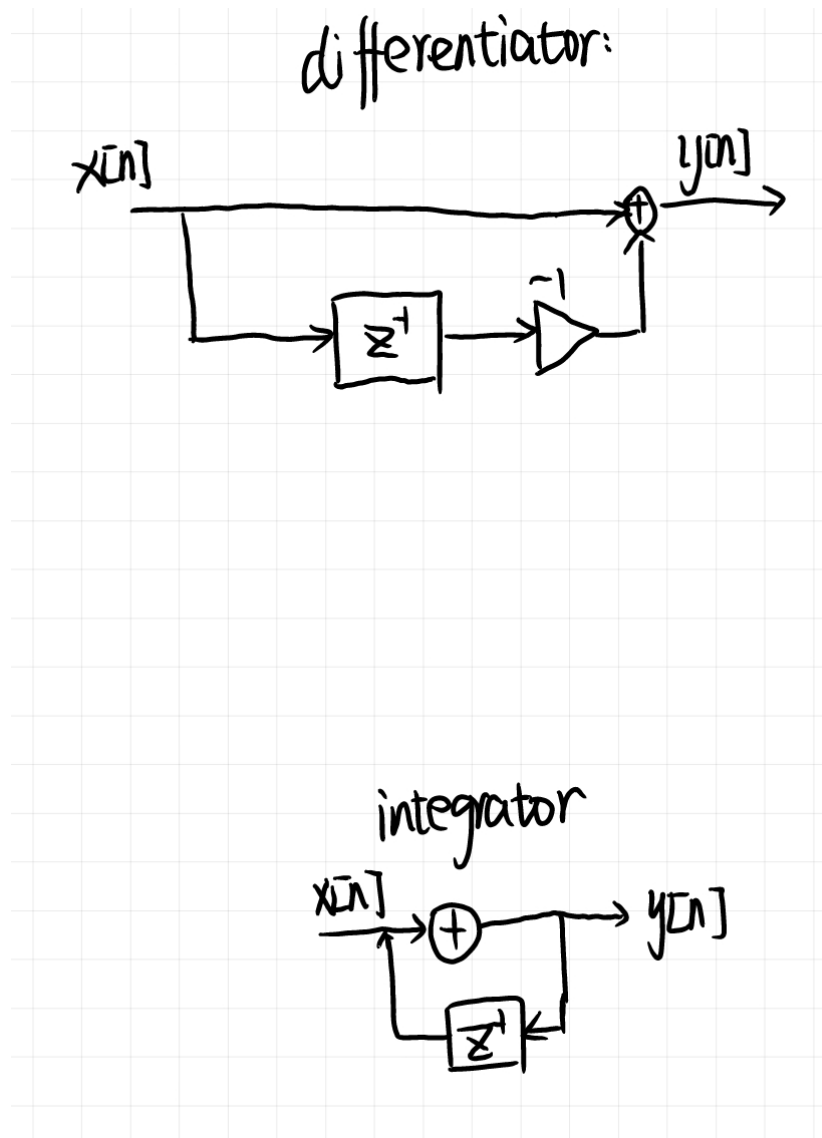 differentiator:
x[n]
y[n]
+
-1
z⁻¹
integrator
x[n]
+
y[n]
z⁻¹